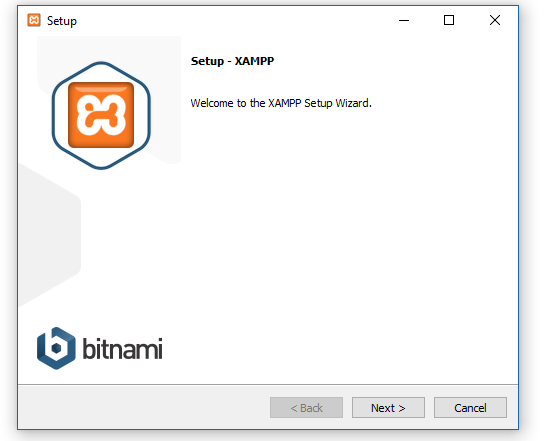 Setup
Setup - XAMPP
Welcome to the XAMPP Setup Wizard.
bitnami
< Back
Next >
Cancel